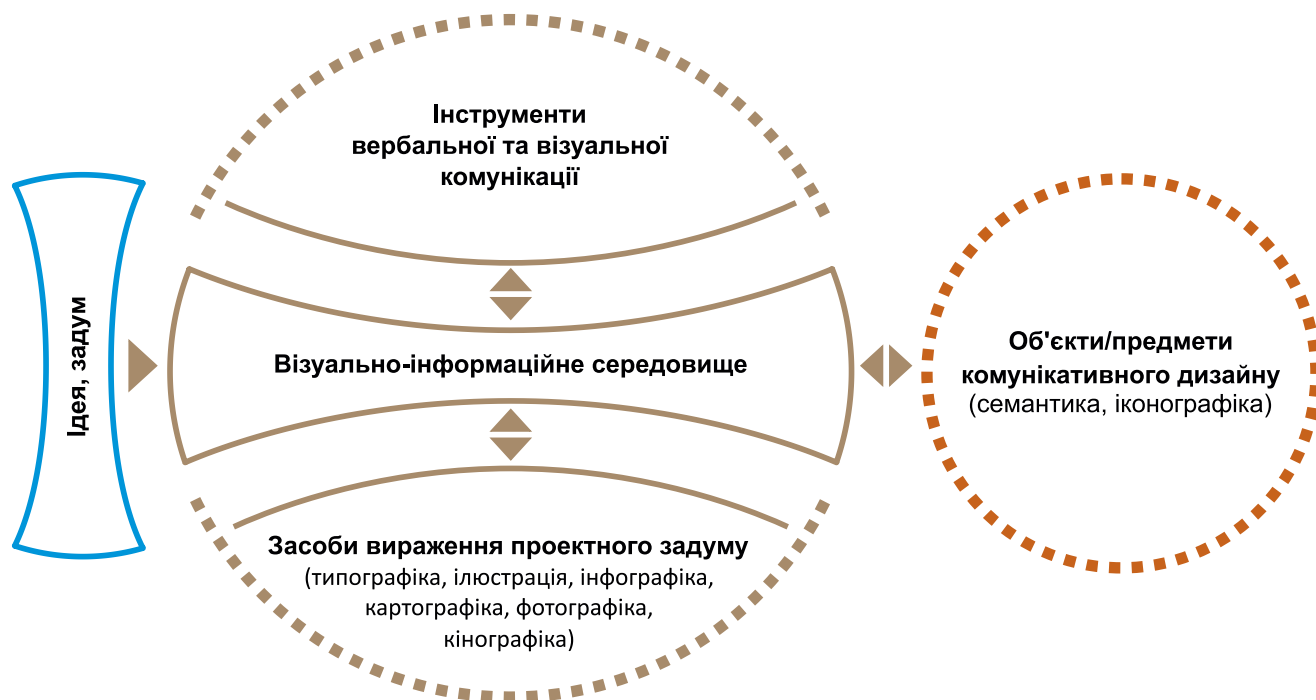 Інструменти
вербальної та візуальної
комунікації
Ідея, задум
Візуально-інформаційне середовище
Об'єкти/предмети
комунікативного дизайну
(семантика, іконографіка)
Засоби вираження проектного задуму
(типографіка, ілюстрація, інфографіка,
картографіка, фотографіка,
кінографіка)